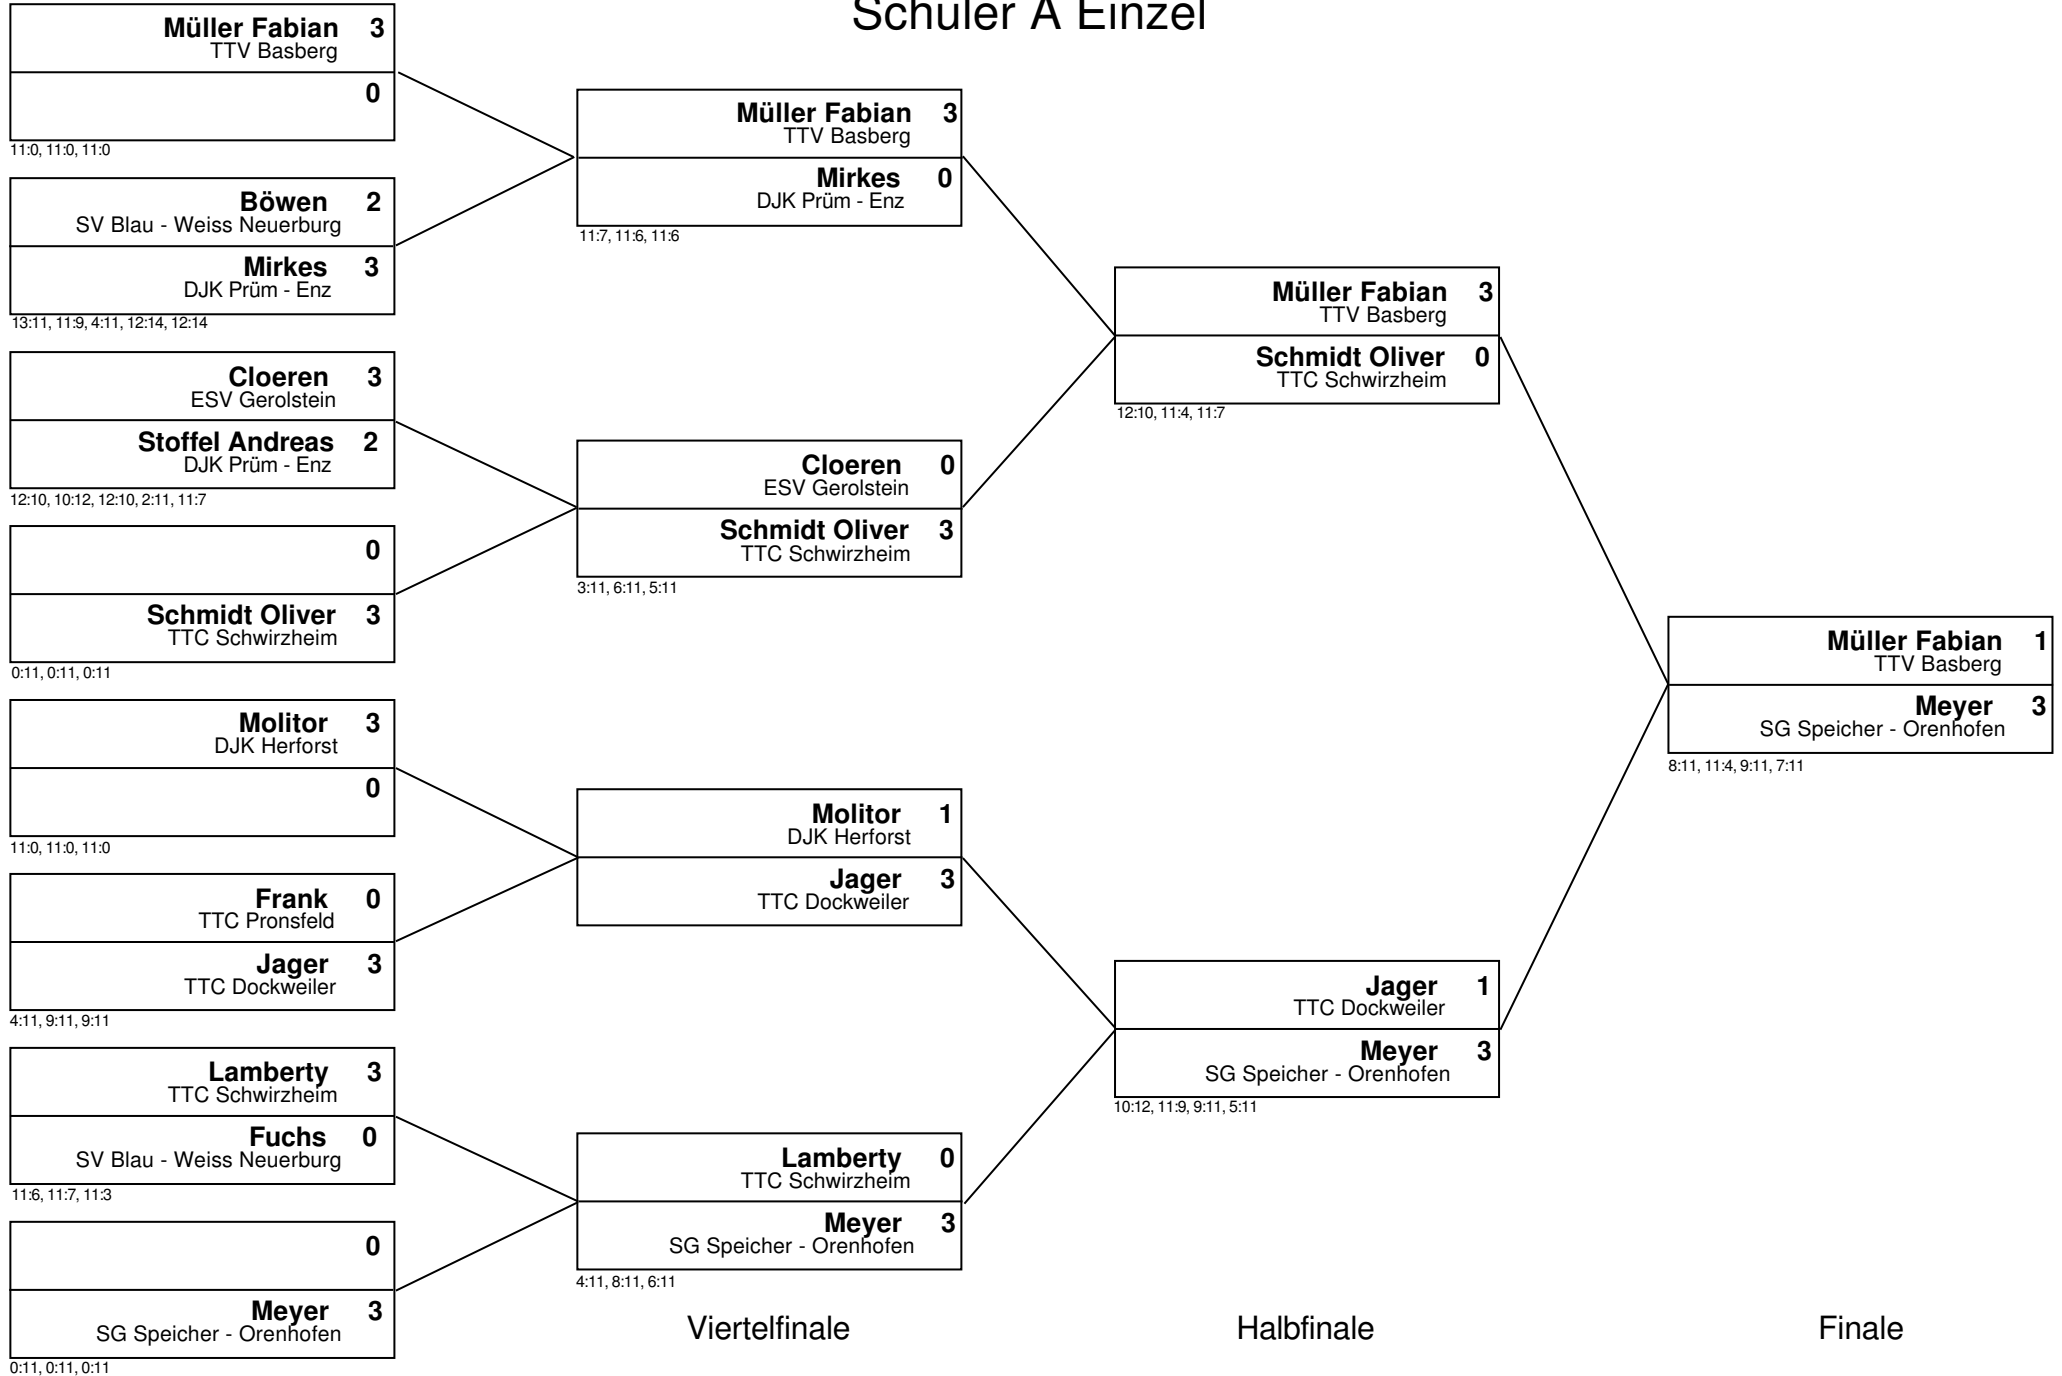 Schüler A Einzel
Müller Fabian 3
TTV Basberg
0
11:0, 11:0, 11:0
Böwen 2
SV Blau - Weiss Neuerburg
Mirkes 3
DJK Prüm - Enz
13:11, 11:9, 4:11, 12:14, 12:14
Cloeren 3
ESV Gerolstein
Stoffel Andreas 2
DJK Prüm - Enz
12:10, 10:12, 12:10, 2:11, 11:7
0
Schmidt Oliver 3
TTC Schwirzheim
0:11, 0:11, 0:11
Molitor 3
DJK Herforst
0
11:0, 11:0, 11:0
Frank 0
TTC Pronsfeld
Jager 3
TTC Dockweiler
4:11, 9:11, 9:11
Lamberty 3
TTC Schwirzheim
Fuchs 0
SV Blau - Weiss Neuerburg
11:6, 11:7, 11:3
0
Meyer 3
SG Speicher - Orenhofen
0:11, 0:11, 0:11
Müller Fabian 3
TTV Basberg
Mirkes 0
DJK Prüm - Enz
11:7, 11:6, 11:6
Cloeren 0
ESV Gerolstein
Schmidt Oliver 3
TTC Schwirzheim
3:11, 6:11, 5:11
Molitor 1
DJK Herforst
Jager 3
TTC Dockweiler
Lamberty 0
TTC Schwirzheim
Meyer 3
SG Speicher - Orenhofen
4:11, 8:11, 6:11
Viertelfinale
Müller Fabian 3
TTV Basberg
Schmidt Oliver 0
TTC Schwirzheim
12:10, 11:4, 11:7
Jager 1
TTC Dockweiler
Meyer 3
SG Speicher - Orenhofen
10:12, 11:9, 9:11, 5:11
Halbfinale
Müller Fabian 1
TTV Basberg
Meyer 3
SG Speicher - Orenhofen
8:11, 11:4, 9:11, 7:11
Finale